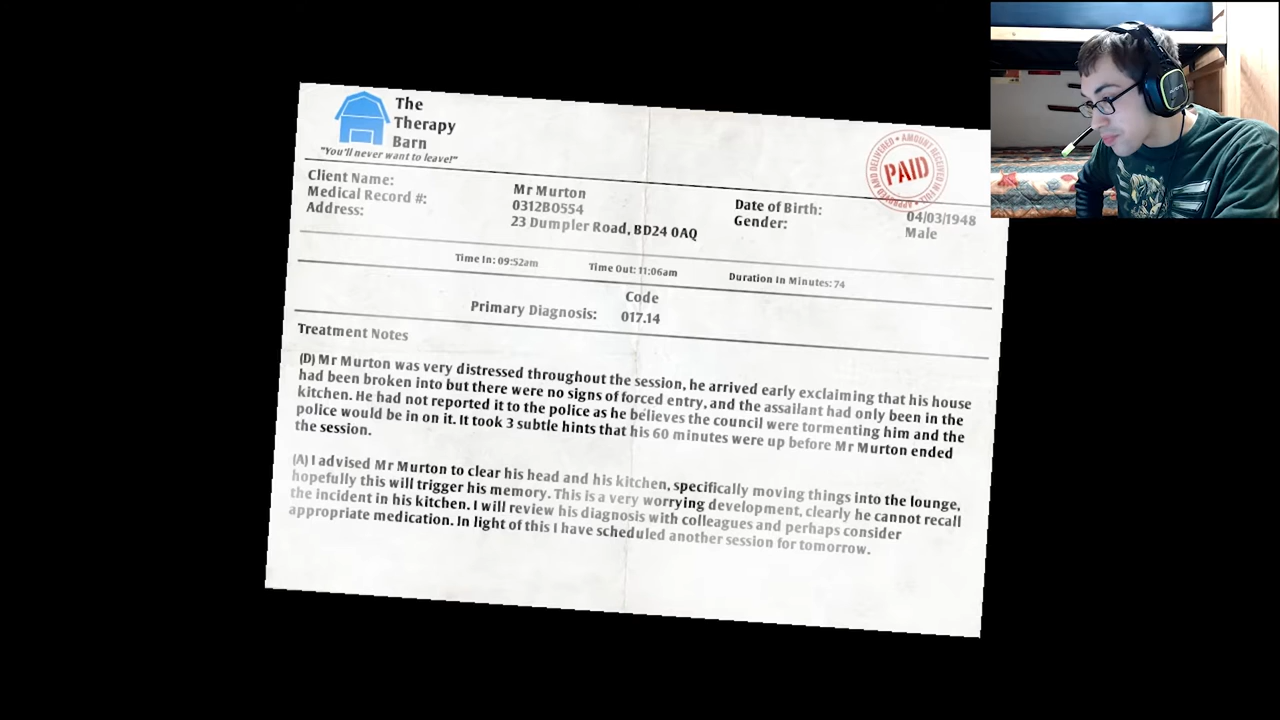 The
Therapy
Barn
"You'll never want to leave!"
AMOUNT RECEIVED IN FULL • APPROVED AND DELIVERED •
PAID
Client Name: Mr Murton Date of Birth: 04/03/1948
Medical Record #: 0312B0554 Gender: Male
Address: 23 Dumpler Road, BD24 0AQ
Time In: 09:52am Time Out: 11:06am Duration In Minutes: 74
Code
Primary Diagnosis: 017.14
Treatment Notes
(D) Mr Murton was very distressed throughout the session, he arrived early exclaiming that his house
had been broken into but there were no signs of forced entry, and the assailant had only been in the
kitchen. He had not reported it to the police as he believes the council were tormenting him and the
police would be in on it. It took 3 subtle hints that his 60 minutes were up before Mr Murton ended
the session.
(A) I advised Mr Murton to clear his head and his kitchen, specifically moving things into the lounge,
hopefully this will trigger his memory. This is a very worrying development, clearly he cannot recall
the incident in his kitchen. I will review his diagnosis with colleagues and perhaps consider
appropriate medication. In light of this I have scheduled another session for tomorrow.